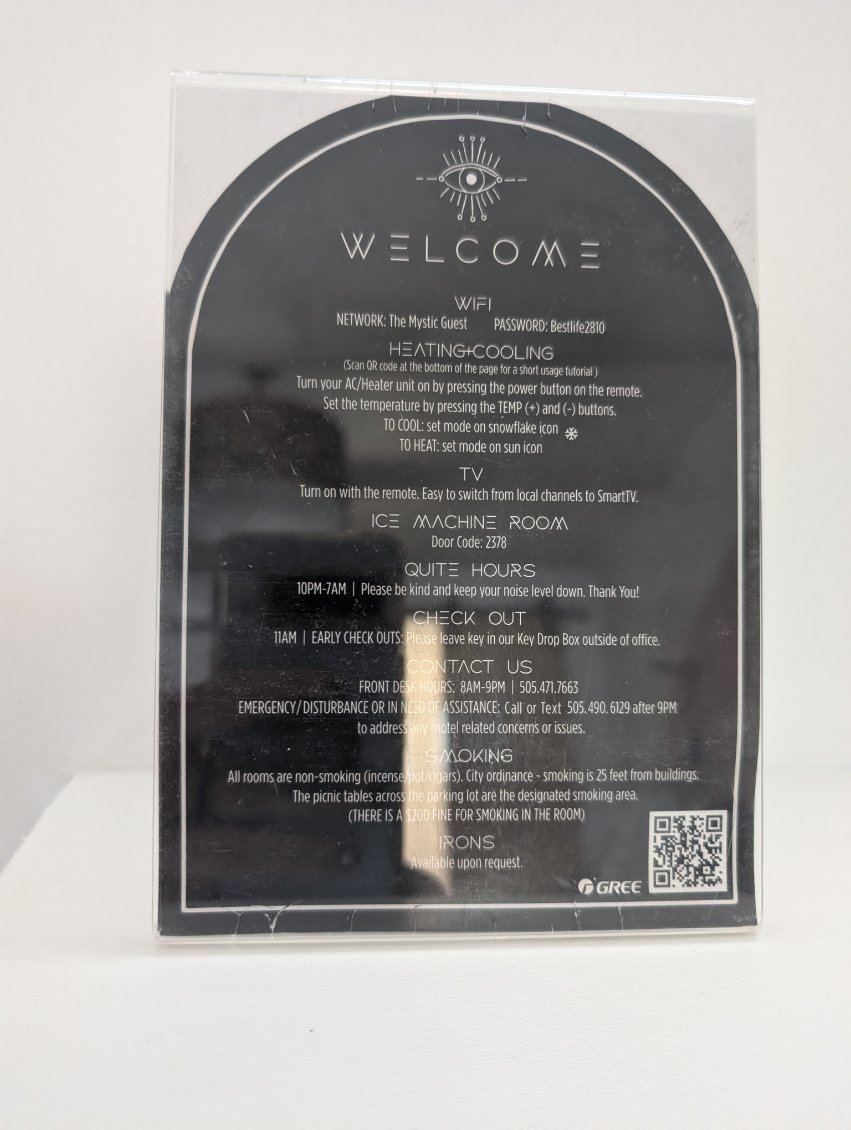 WELCOME
WIFI
NETWORK: The Mystic Guest PASSWORD: Bestlife2810
HEATING+COOLING
(Scan QR code at the bottom of the page for a short usage tutorial )
Turn your AC/Heater unit on by pressing the power button on the remote.
Set the temperature by pressing the TEMP (+) and (-) buttons.
TO COOL: set mode on snowflake icon
TO HEAT: set mode on sun icon
TV
Turn on with the remote. Easy to switch from local channels to SmartTV.
ICE MACHINE ROOM
Door Code: 2378
QUITE HOURS
10PM-7AM | Please be kind and keep your noise level down. Thank You!
CHECK OUT
11AM | EARLY CHECK OUTS: Please leave key in our Key Drop Box outside of office.
CONTACT US
FRONT DESK HOURS: 8AM-9PM | 505.471.7663
EMERGENCY/DISTURBANCE OR IN NEED OF ASSISTANCE: Call or Text 505.490.6129 after 9PM
to address any motel related concerns or issues.
SMOKING
All rooms are non-smoking (incense/pot/cigars). City ordinance - smoking is 25 feet from buildings.
The picnic tables across the parking lot are the designated smoking area.
(THERE IS A $200 FINE FOR SMOKING IN THE ROOM)
IRONS
Available upon request.
GREE